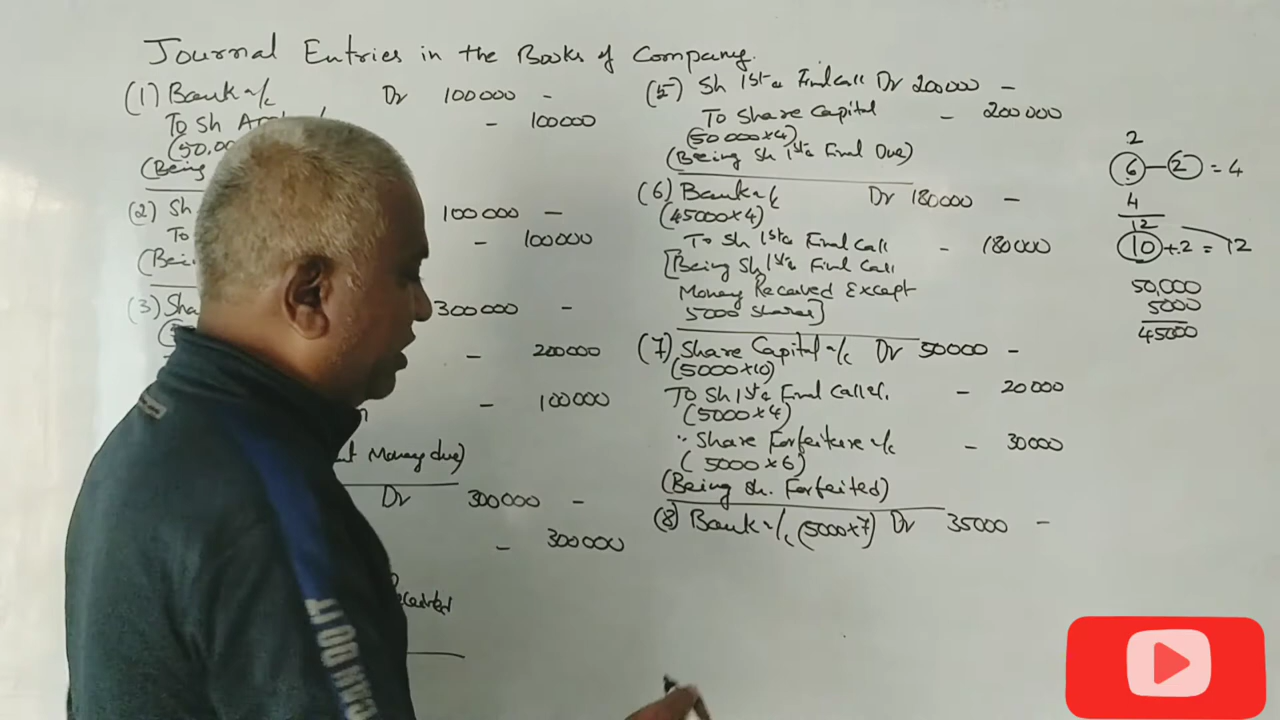 Journal Entries in the Books of Company.
(1) Bank a/c Dr 100000 -
To Sh - 100000
(50,00
(Being
(2) Sh 100000 -
To - 100000
(Bei
(3) Sha 300000 -
- 200000
- 100000
Money due)
Dr 300000 -
- 300000
(5) Sh 1st & Final Call Dr 200000 -
To Share Capital - 200000
(50000×4)
(Being Sh 1st & Final Due)
(6) Bank a/c Dr 180000 -
(45000×4)
To Sh 1st & Final Call - 180000
[Being Sh 1st & Final Call
Money Received Except
5000 Shares]
(7) Share Capital a/c Dr 50000 -
(5000×10)
To Sh 1st & Final Call a/c. - 20000
(5000×4)
" Share Forfeiture a/c - 30000
(5000×6)
(Being Sh. Forfeited)
(8) Bank a/c (5000×7) Dr 35000 -
2
6 - 2 = 4
4
12
10 + 2 = 12
50,000
5000
45000